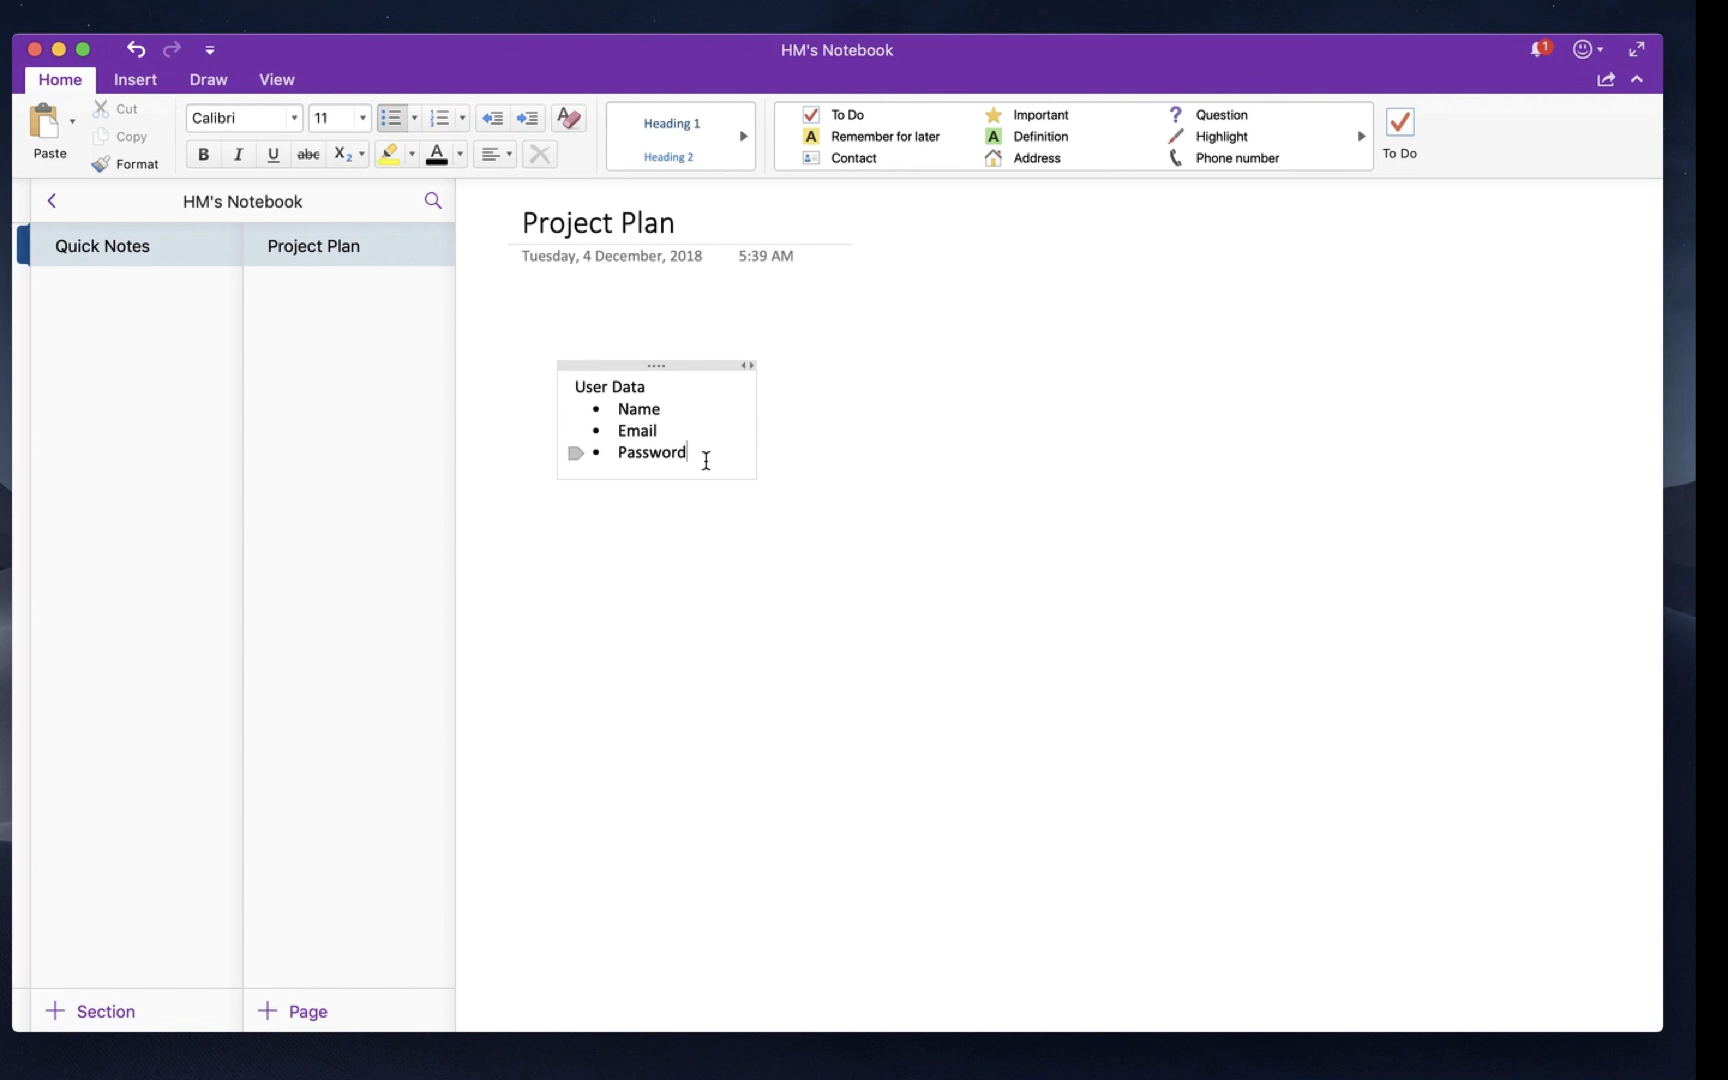 HM's Notebook
1
Home Insert Draw View
Paste
Cut
Copy
Format
Calibri 11
B I U abc X2 A
Heading 1
Heading 2
To Do Important Question
A Remember for later A Definition Highlight
Contact Address Phone number
To Do
HM's Notebook
Quick Notes
Project Plan
Project Plan
Tuesday, 4 December, 2018 5:39 AM
User Data
• Name
• Email
• Password
+ Section
+ Page